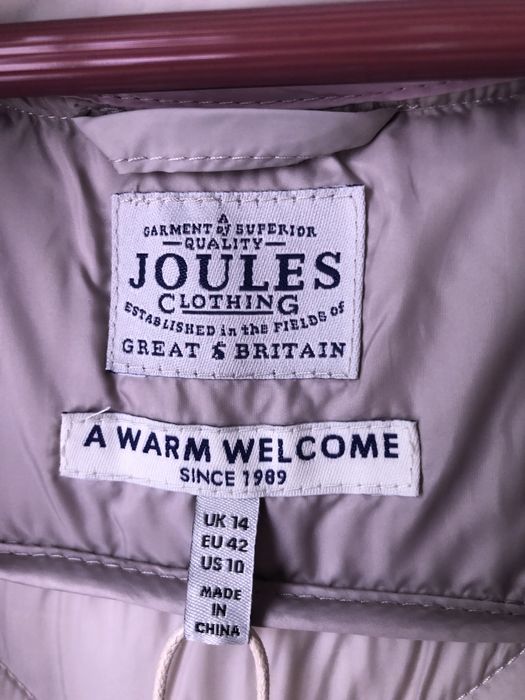 A
GARMENT of SUPERIOR
QUALITY
JOULES
CLOTHING
ESTABLISHED in the FIELDS of
GREAT & BRITAIN
A WARM WELCOME
SINCE 1989
UK 14
EU 42
US 10
MADE
IN
CHINA